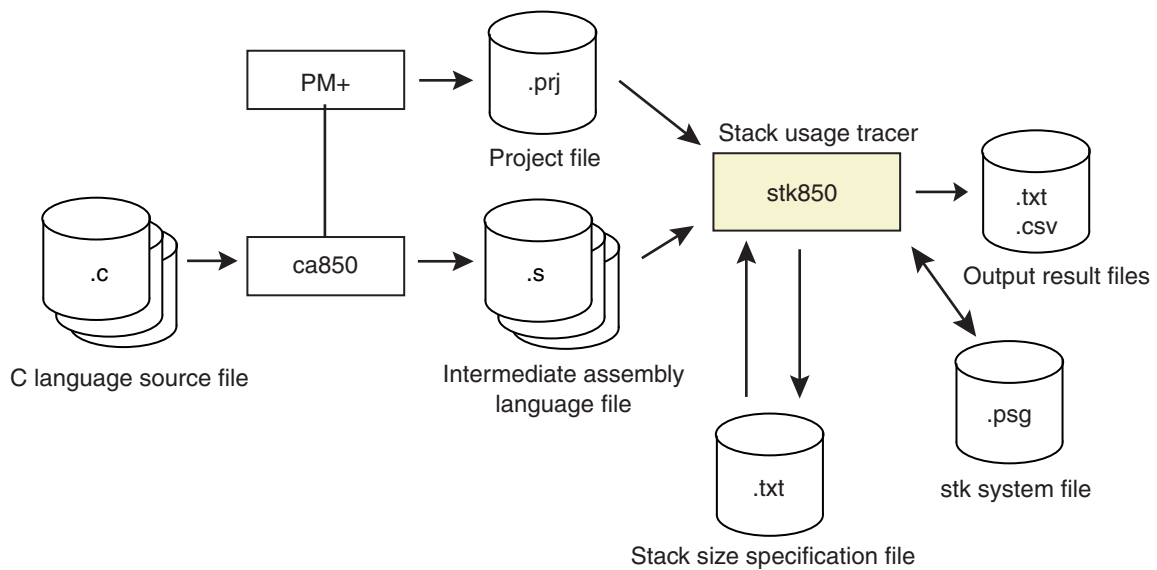 PM+
.prj
Project file
Stack usage tracer
stk850
.txt
.csv
Output result files
.c
C language source file
ca850
.s
Intermediate assembly
language file
.psg
stk system file
.txt
Stack size specification file